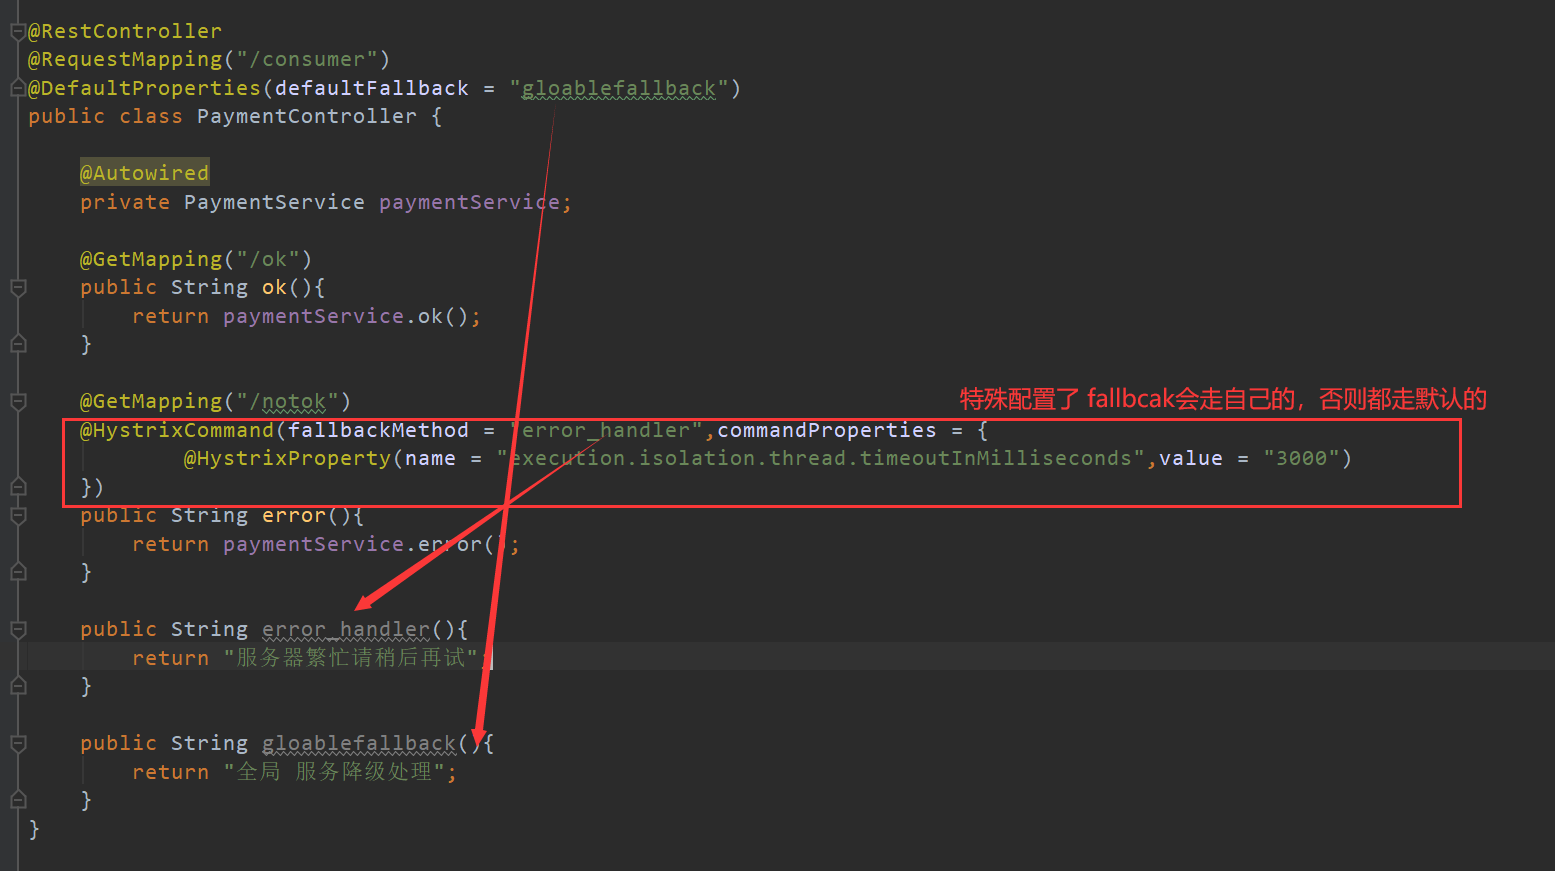 @RestController
@RequestMapping("/consumer")
@DefaultProperties(defaultFallback = "gloablefallback")
public class PaymentController {
@Autowired
private PaymentService paymentService;
@GetMapping("/ok")
public String ok(){
return paymentService.ok();
}
@GetMapping("/notok")
特殊配置了 fallbcak会走自己的，否则都走默认的
@HystrixCommand(fallbackMethod = "error_handler",commandProperties = {
@HystrixProperty(name = "execution.isolation.thread.timeoutInMilliseconds",value = "3000")
})
public String error(){
return paymentService.error();
}
public String error_handler(){
return "服务器繁忙请稍后再试";
}
public String gloablefallback(){
return "全局 服务降级处理";
}
}